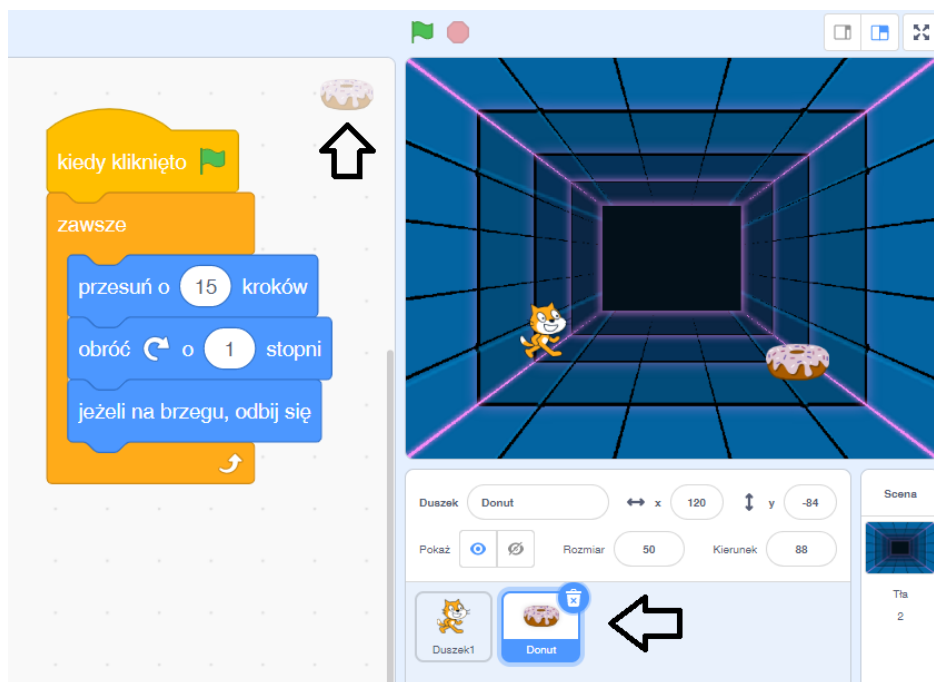 kiedy kliknięto
zawsze
przesuń o 15 kroków
obróć o 1 stopni
jeżeli na brzegu, odbij się
Duszek Donut x 120 y -84
Pokaż Rozmiar 50 Kierunek 88
Duszek1
Donut
Scena
Tła
2